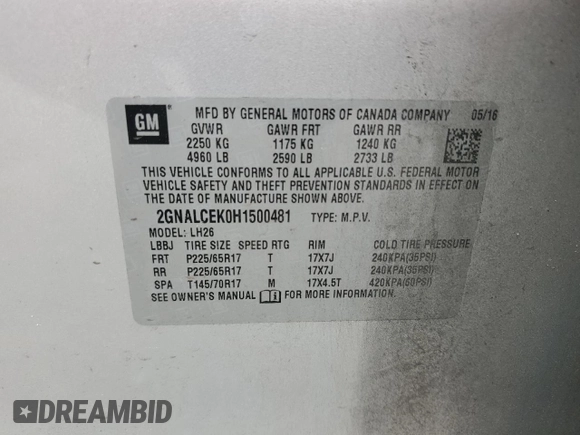 GM
MFD BY GENERAL MOTORS OF CANADA COMPANY 05/16
GVWR GAWR FRT GAWR RR
2250 KG 1175 KG 1240 KG
4960 LB 2590 LB 2733 LB
THIS VEHICLE CONFORMS TO ALL APPLICABLE U.S. FEDERAL MOTOR
VEHICLE SAFETY AND THEFT PREVENTION STANDARDS IN EFFECT ON
THE DATE OF MANUFACTURE SHOWN ABOVE.
2GNALCEK0H1500481 TYPE: M.P.V.
MODEL: LH26
LBBJ TIRE SIZE SPEED RTG RIM COLD TIRE PRESSURE
FRT P225/65R17 T 17X7J 240KPA(35PSI)
RR P225/65R17 T 17X7J 240KPA(35PSI)
SPA T145/70R17 M 17X4.5T 420KPA(60PSI)
SEE OWNER'S MANUAL FOR MORE INFORMATION.
DREAMBID